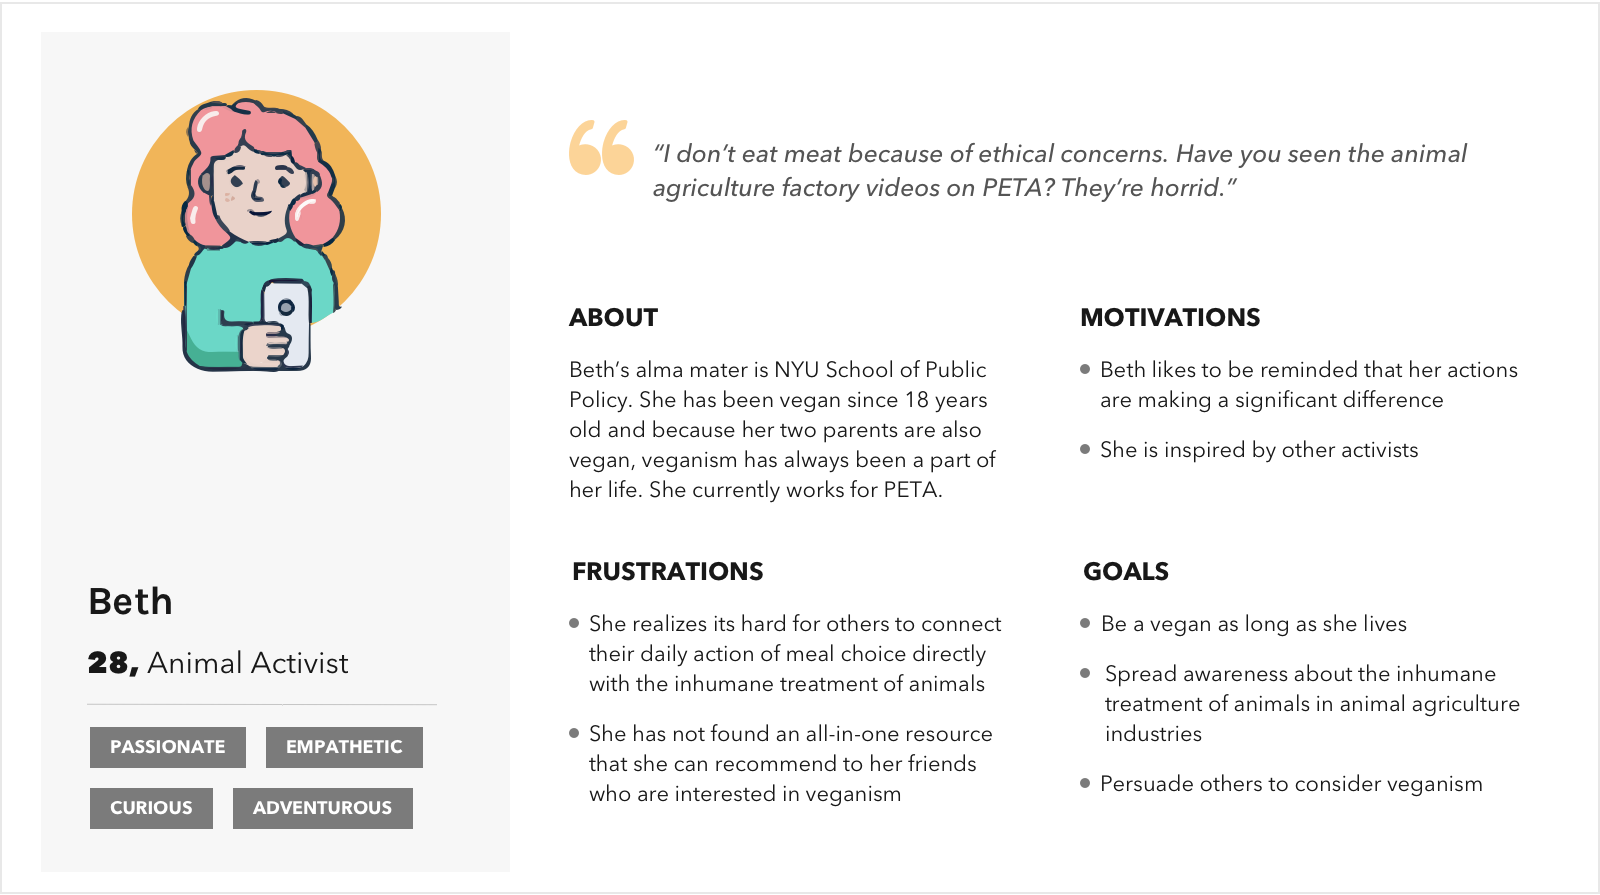 “I don’t eat meat because of ethical concerns. Have you seen the animal
agriculture factory videos on PETA? They’re horrid.”
Beth
28, Animal Activist
PASSIONATE
EMPATHETIC
CURIOUS
ADVENTUROUS
ABOUT
Beth’s alma mater is NYU School of Public
Policy. She has been vegan since 18 years
old and because her two parents are also
vegan, veganism has always been a part of
her life. She currently works for PETA.
MOTIVATIONS
Beth likes to be reminded that her actions
are making a significant difference
She is inspired by other activists
FRUSTRATIONS
She realizes its hard for others to connect
their daily action of meal choice directly
with the inhumane treatment of animals
She has not found an all-in-one resource
that she can recommend to her friends
who are interested in veganism
GOALS
Be a vegan as long as she lives
Spread awareness about the inhumane
treatment of animals in animal agriculture
industries
Persuade others to consider veganism